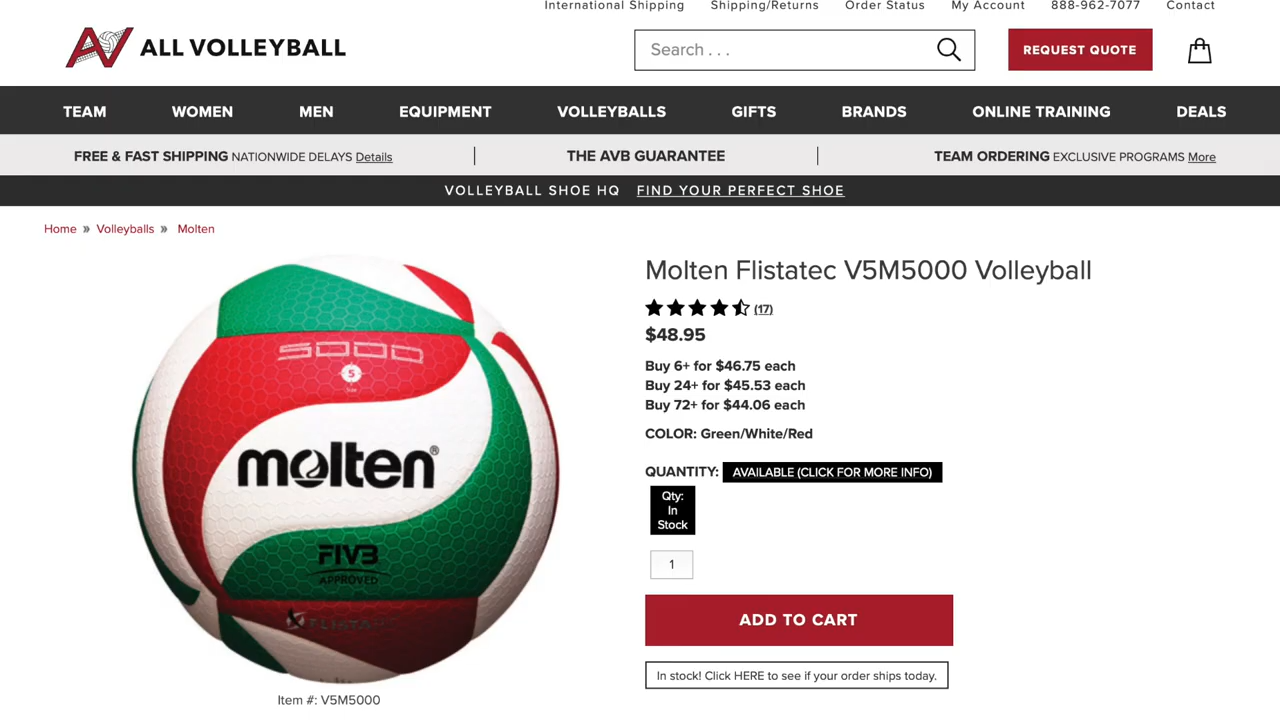 International Shipping Shipping/Returns Order Status My Account 888-962-7077 Contact
AV ALL VOLLEYBALL
Search . . .
REQUEST QUOTE
TEAM WOMEN MEN EQUIPMENT VOLLEYBALLS GIFTS BRANDS ONLINE TRAINING DEALS
FREE & FAST SHIPPING NATIONWIDE DELAYS Details | THE AVB GUARANTEE | TEAM ORDERING EXCLUSIVE PROGRAMS More
VOLLEYBALL SHOE HQ FIND YOUR PERFECT SHOE
Home » Volleyballs » Molten
5000
5
molten®
FIVB
APPROVED
FLISTATEC
Item #: V5M5000
Molten Flistatec V5M5000 Volleyball
(17)
$48.95
Buy 6+ for $46.75 each
Buy 24+ for $45.53 each
Buy 72+ for $44.06 each
COLOR: Green/White/Red
QUANTITY: AVAILABLE (CLICK FOR MORE INFO)
Qty:
In
Stock
1
ADD TO CART
In stock! Click HERE to see if your order ships today.